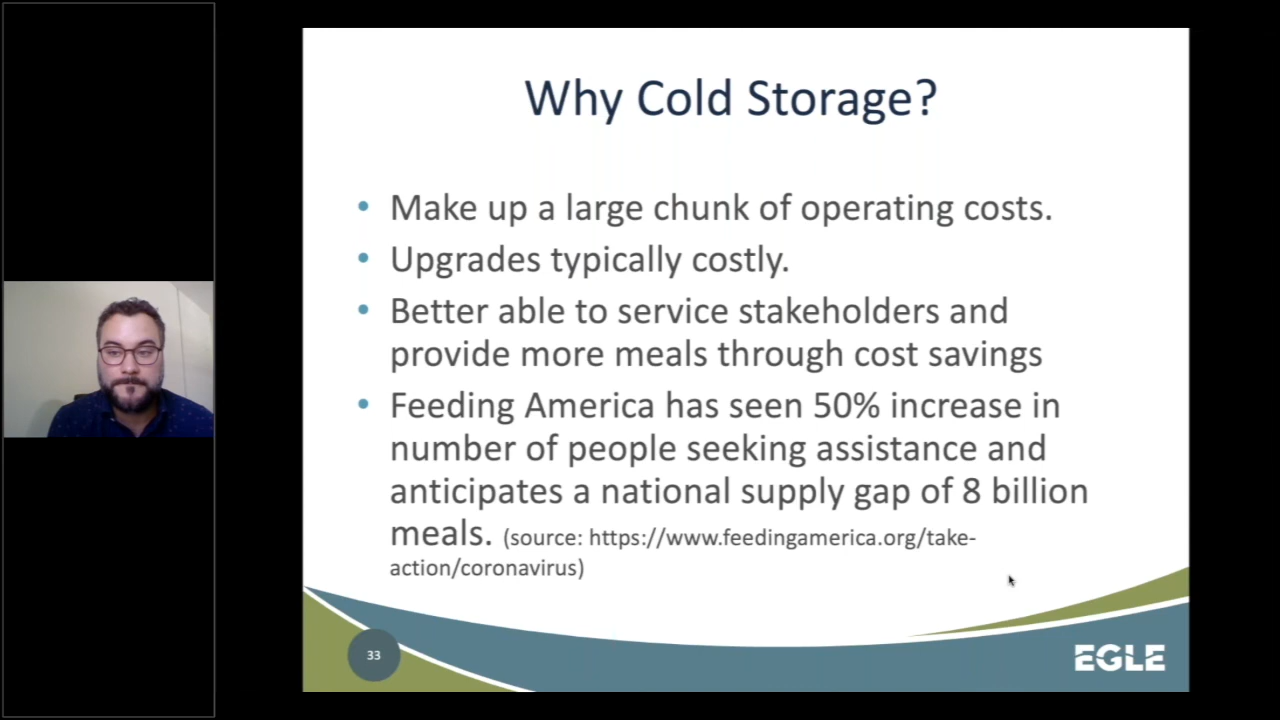 Why Cold Storage?
• Make up a large chunk of operating costs.
• Upgrades typically costly.
• Better able to service stakeholders and
provide more meals through cost savings
• Feeding America has seen 50% increase in
number of people seeking assistance and
anticipates a national supply gap of 8 billion
meals. (source: https://www.feedingamerica.org/take-
action/coronavirus)
33
EGLE